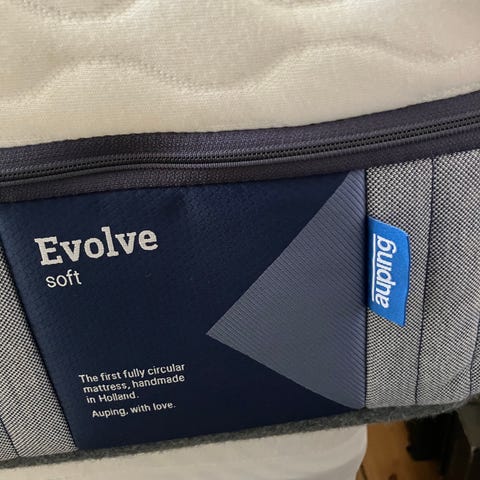 Evolve
soft
auping
The first fully circular
mattress, handmade
in Holland.
Auping, with love.